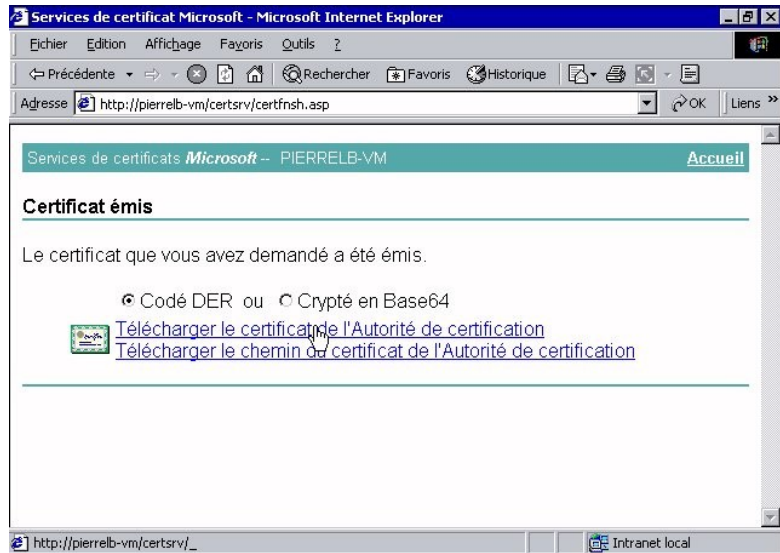 Services de certificat Microsoft - Microsoft Internet Explorer
Fichier Edition Affichage Favoris Outils ?
Précédente Rechercher Favoris Historique
Adresse http://pierrelb-vm/certsrv/certfnsh.asp OK Liens »
Services de certificats Microsoft -- PIERRELB-VM Accueil
Certificat émis
Le certificat que vous avez demandé a été émis.
Codé DER ou Crypté en Base64
Télécharger le certificat de l'Autorité de certification
Télécharger le chemin du certificat de l'Autorité de certification
http://pierrelb-vm/certsrv/_ Intranet local